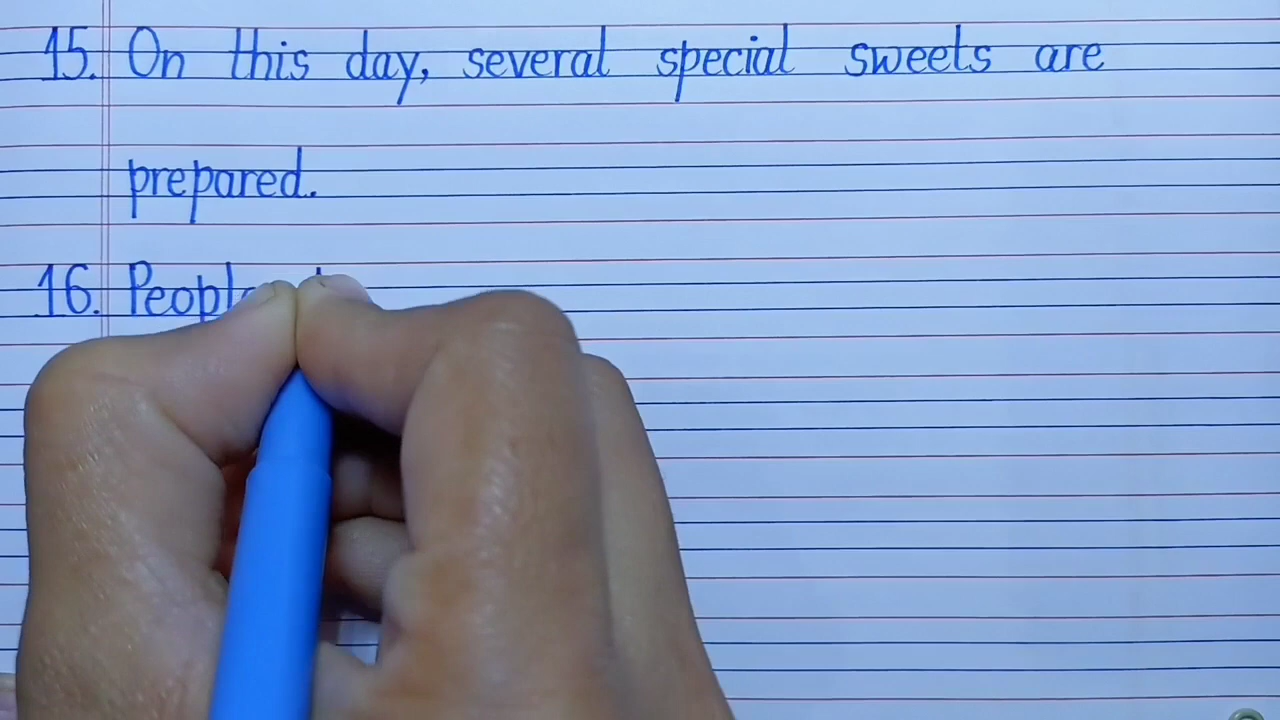 15. On this day, several special sweets are
prepared.
16. People